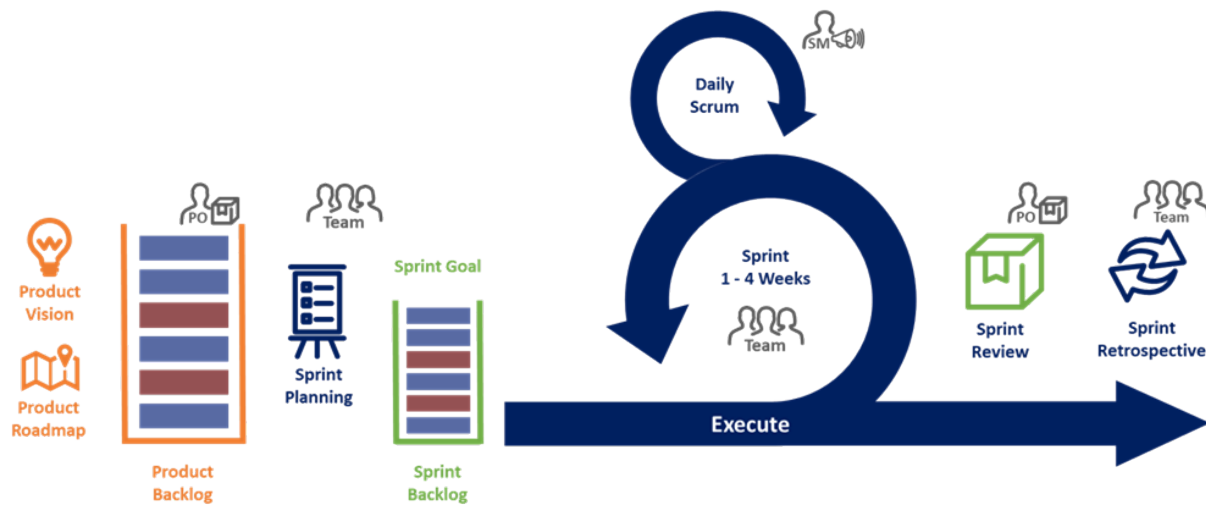 SM
Daily
Scrum
PO
Team
PO
Team
Product
Vision
Sprint Goal
Sprint
1 - 4 Weeks
Team
Sprint
Review
Sprint
Retrospective
Sprint
Planning
Product
Roadmap
Execute
Product
Backlog
Sprint
Backlog